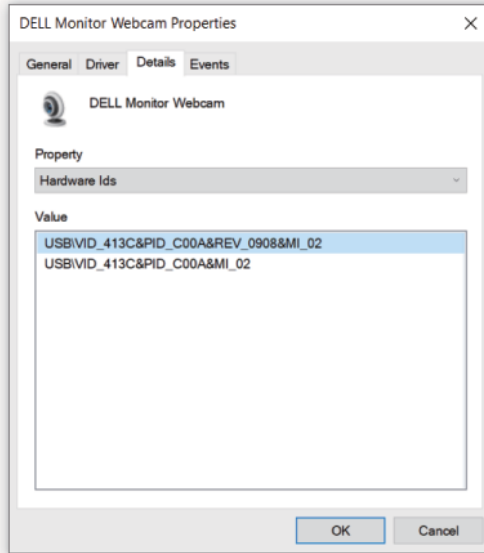 DELL Monitor Webcam Properties
General Driver Details Events
DELL Monitor Webcam
Property
Hardware Ids
Value
USB\VID_413C&PID_C00A&REV_0908&MI_02
USB\VID_413C&PID_C00A&MI_02
OK Cancel